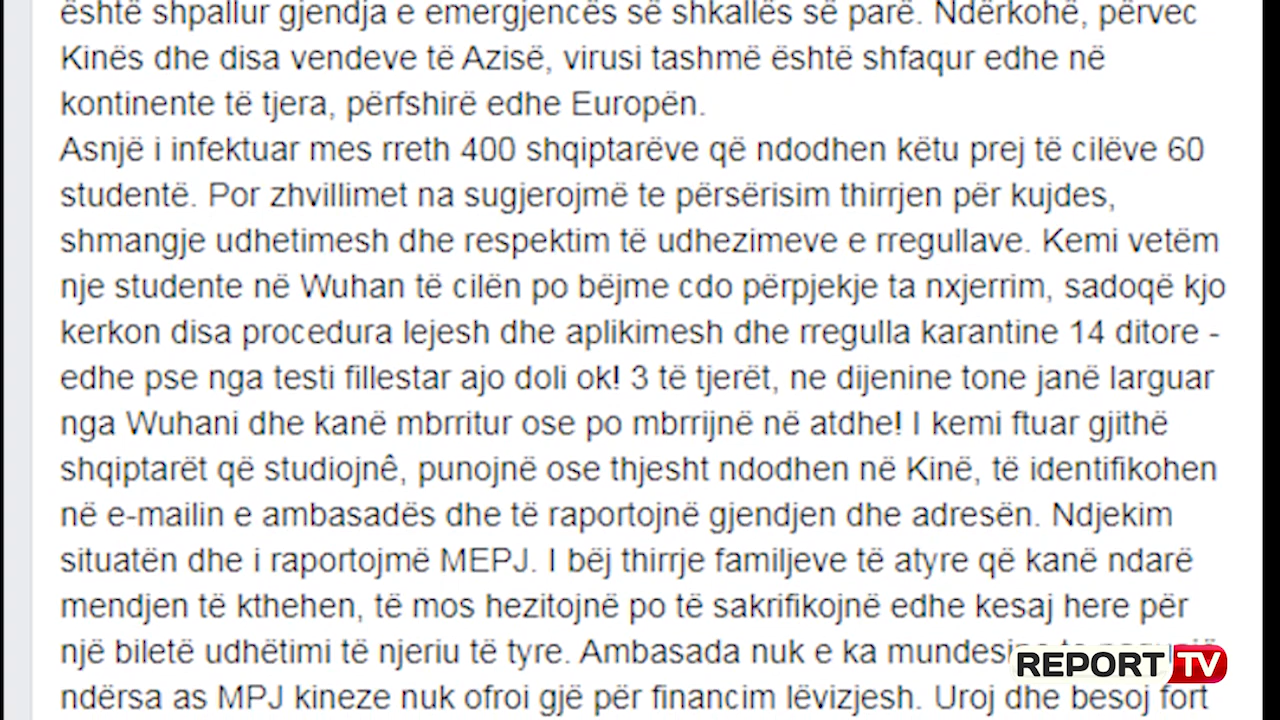 është shpallur gjendja e emergjencës së shkallës së parë. Ndërkohë, përvec
Kinës dhe disa vendeve të Azisë, virusi tashmë është shfaqur edhe në
kontinente të tjera, përfshirë edhe Europën.
Asnjë i infektuar mes rreth 400 shqiptarëve që ndodhen këtu prej të cilëve 60
studentë. Por zhvillimet na sugjerojmë te përsërisim thirrjen për kujdes,
shmangje udhetimesh dhe respektim të udhezimeve e rregullave. Kemi vetëm
nje studente në Wuhan të cilën po bëjme cdo përpjekje ta nxjerrim, sadoqë kjo
kerkon disa procedura lejesh dhe aplikimesh dhe rregulla karantine 14 ditore -
edhe pse nga testi fillestar ajo doli ok! 3 të tjerët, ne dijenine tone janë larguar
nga Wuhani dhe kanë mbrritur ose po mbrrijnë në atdhe! I kemi ftuar gjithë
shqiptarët që studiojnê, punojnë ose thjesht ndodhen në Kinë, të identifikohen
në e-mailin e ambasadës dhe të raportojnë gjendjen dhe adresën. Ndjekim
situatën dhe i raportojmë MEPJ. I bëj thirrje familjeve të atyre që kanë ndarë
mendjen të kthehen, të mos hezitojnë po të sakrifikojnë edhe kesaj here për
një biletë udhëtimi të njeriu të tyre. Ambasada nuk e ka
ndërsa as MPJ kineze nuk ofroi gjë për financim lëvizjesh. Uroj dhe besoj fort
REPORT TV